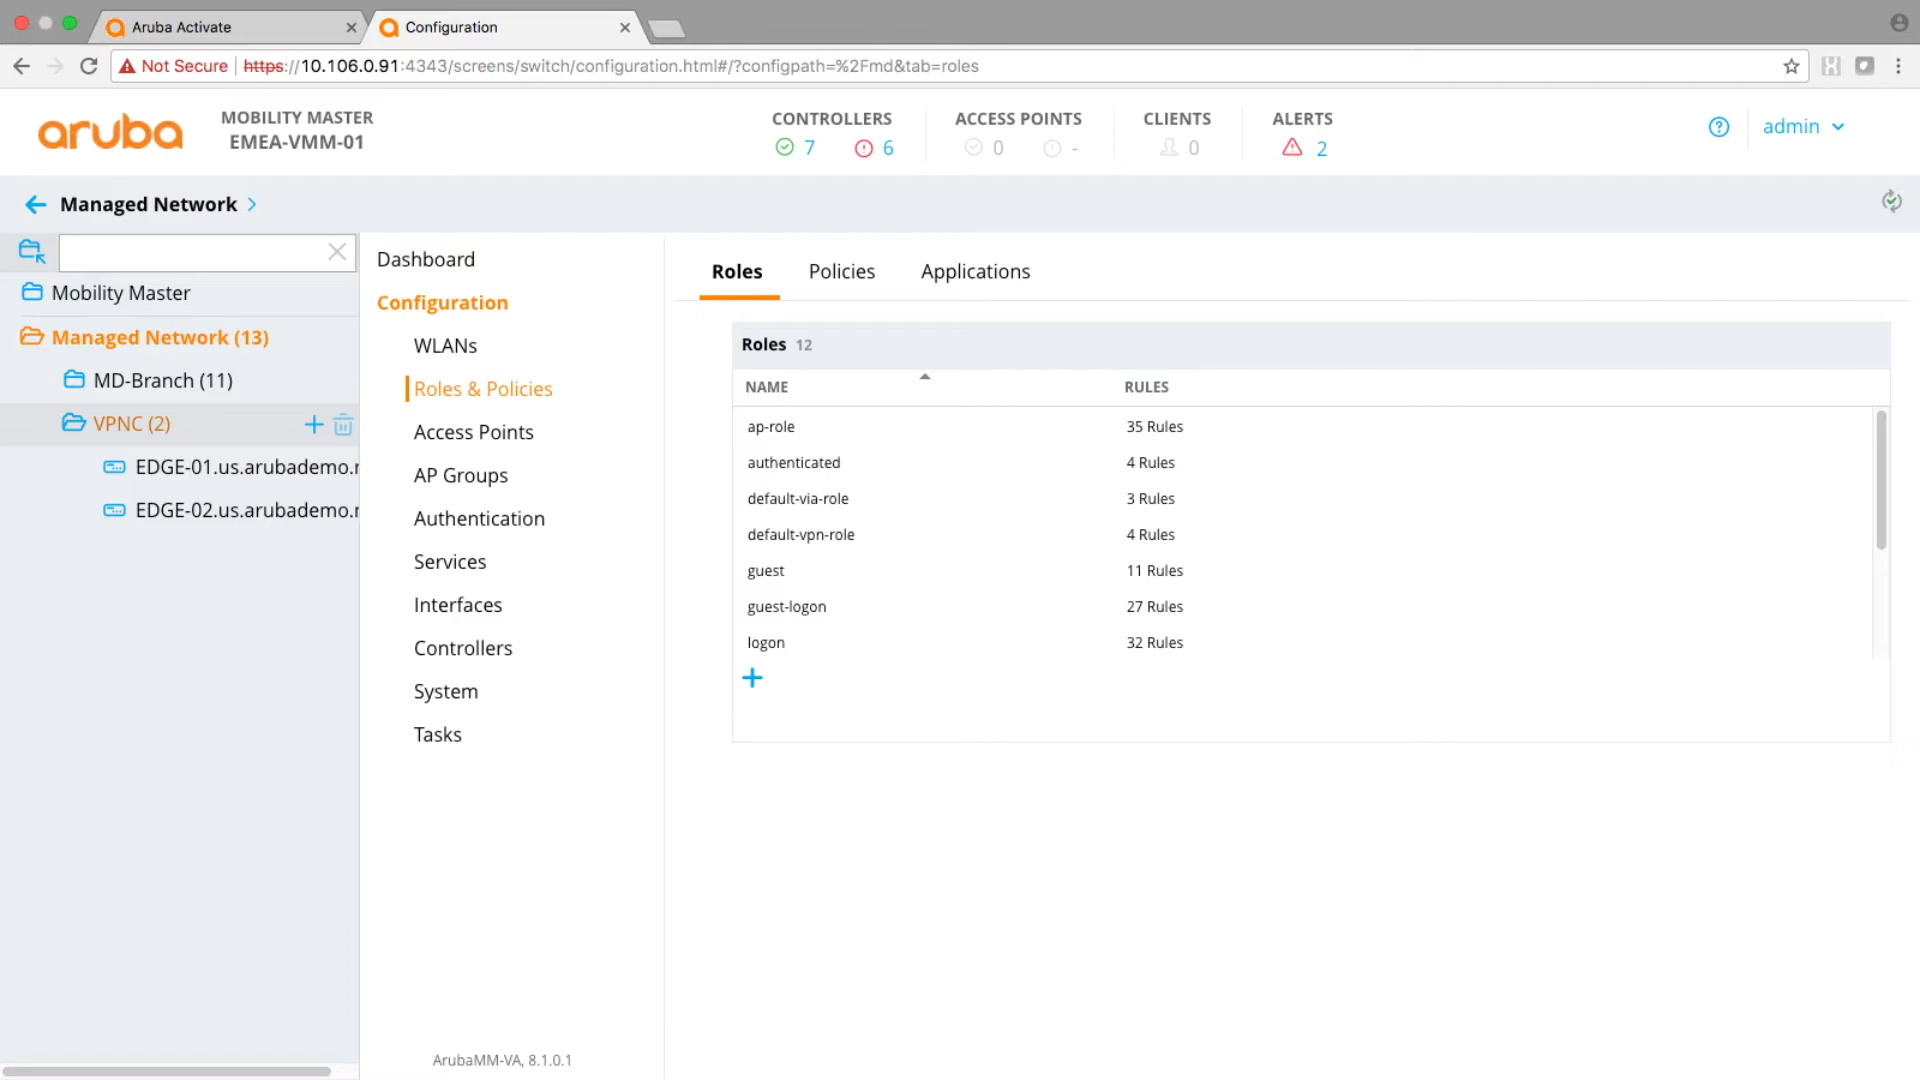 Aruba Activate
Configuration
Not Secure https://10.106.0.91:4343/screens/switch/configuration.html#/?configpath=%2Fmd&tab=roles
aruba
MOBILITY MASTER
EMEA-VMM-01
CONTROLLERS
7 6
ACCESS POINTS
0 -
CLIENTS
0
ALERTS
2
admin
Managed Network
Mobility Master
Managed Network (13)
MD-Branch (11)
VPNC (2)
EDGE-01.us.arubademo.
EDGE-02.us.arubademo.
Dashboard
Configuration
WLANs
Roles & Policies
Access Points
AP Groups
Authentication
Services
Interfaces
Controllers
System
Tasks
ArubaMM-VA, 8.1.0.1
Roles Policies Applications
Roles 12
NAME RULES
ap-role 35 Rules
authenticated 4 Rules
default-via-role 3 Rules
default-vpn-role 4 Rules
guest 11 Rules
guest-logon 27 Rules
logon 32 Rules